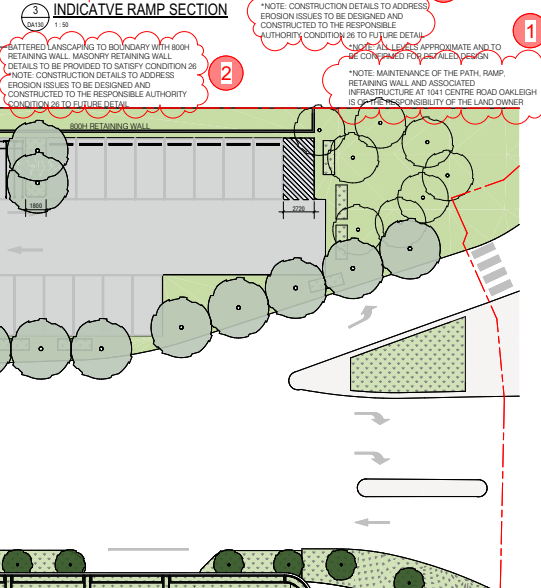 3
DA130
INDICATVE RAMP SECTION
1 : 50
*NOTE: CONSTRUCTION DETAILS TO ADDRESS
EROSION ISSUES TO BE DESIGNED AND
CONSTRUCTED TO THE RESPONSIBLE
AUTHORITY CONDITION 26 TO FUTURE DETAIL
1
*NOTE: ALL LEVELS APPROXIMATE AND TO
BE CONFIRMED FOR DETAILED DESIGN
*NOTE: MAINTENANCE OF THE PATH, RAMP,
RETAINING WALL AND ASSOCIATED
INFRASTRUCTURE AT 1041 CENTRE ROAD OAKLEIGH
IS OF THE RESPONSIBILITY OF THE LAND OWNER
BATTERED LANSCAPING TO BOUNDARY WITH 800H
RETAINING WALL. MASONRY RETAINING WALL
DETAILS TO BE PROVIDED TO SATISFY CONDITION 26
*NOTE: CONSTRUCTION DETAILS TO ADDRESS
EROSION ISSUES TO BE DESIGNED AND
CONSTRUCTED TO THE RESPONSIBLE AUTHORITY
CONDITION 26 TO FUTURE DETAIL
2
800H RETAINING WALL
1800
2720